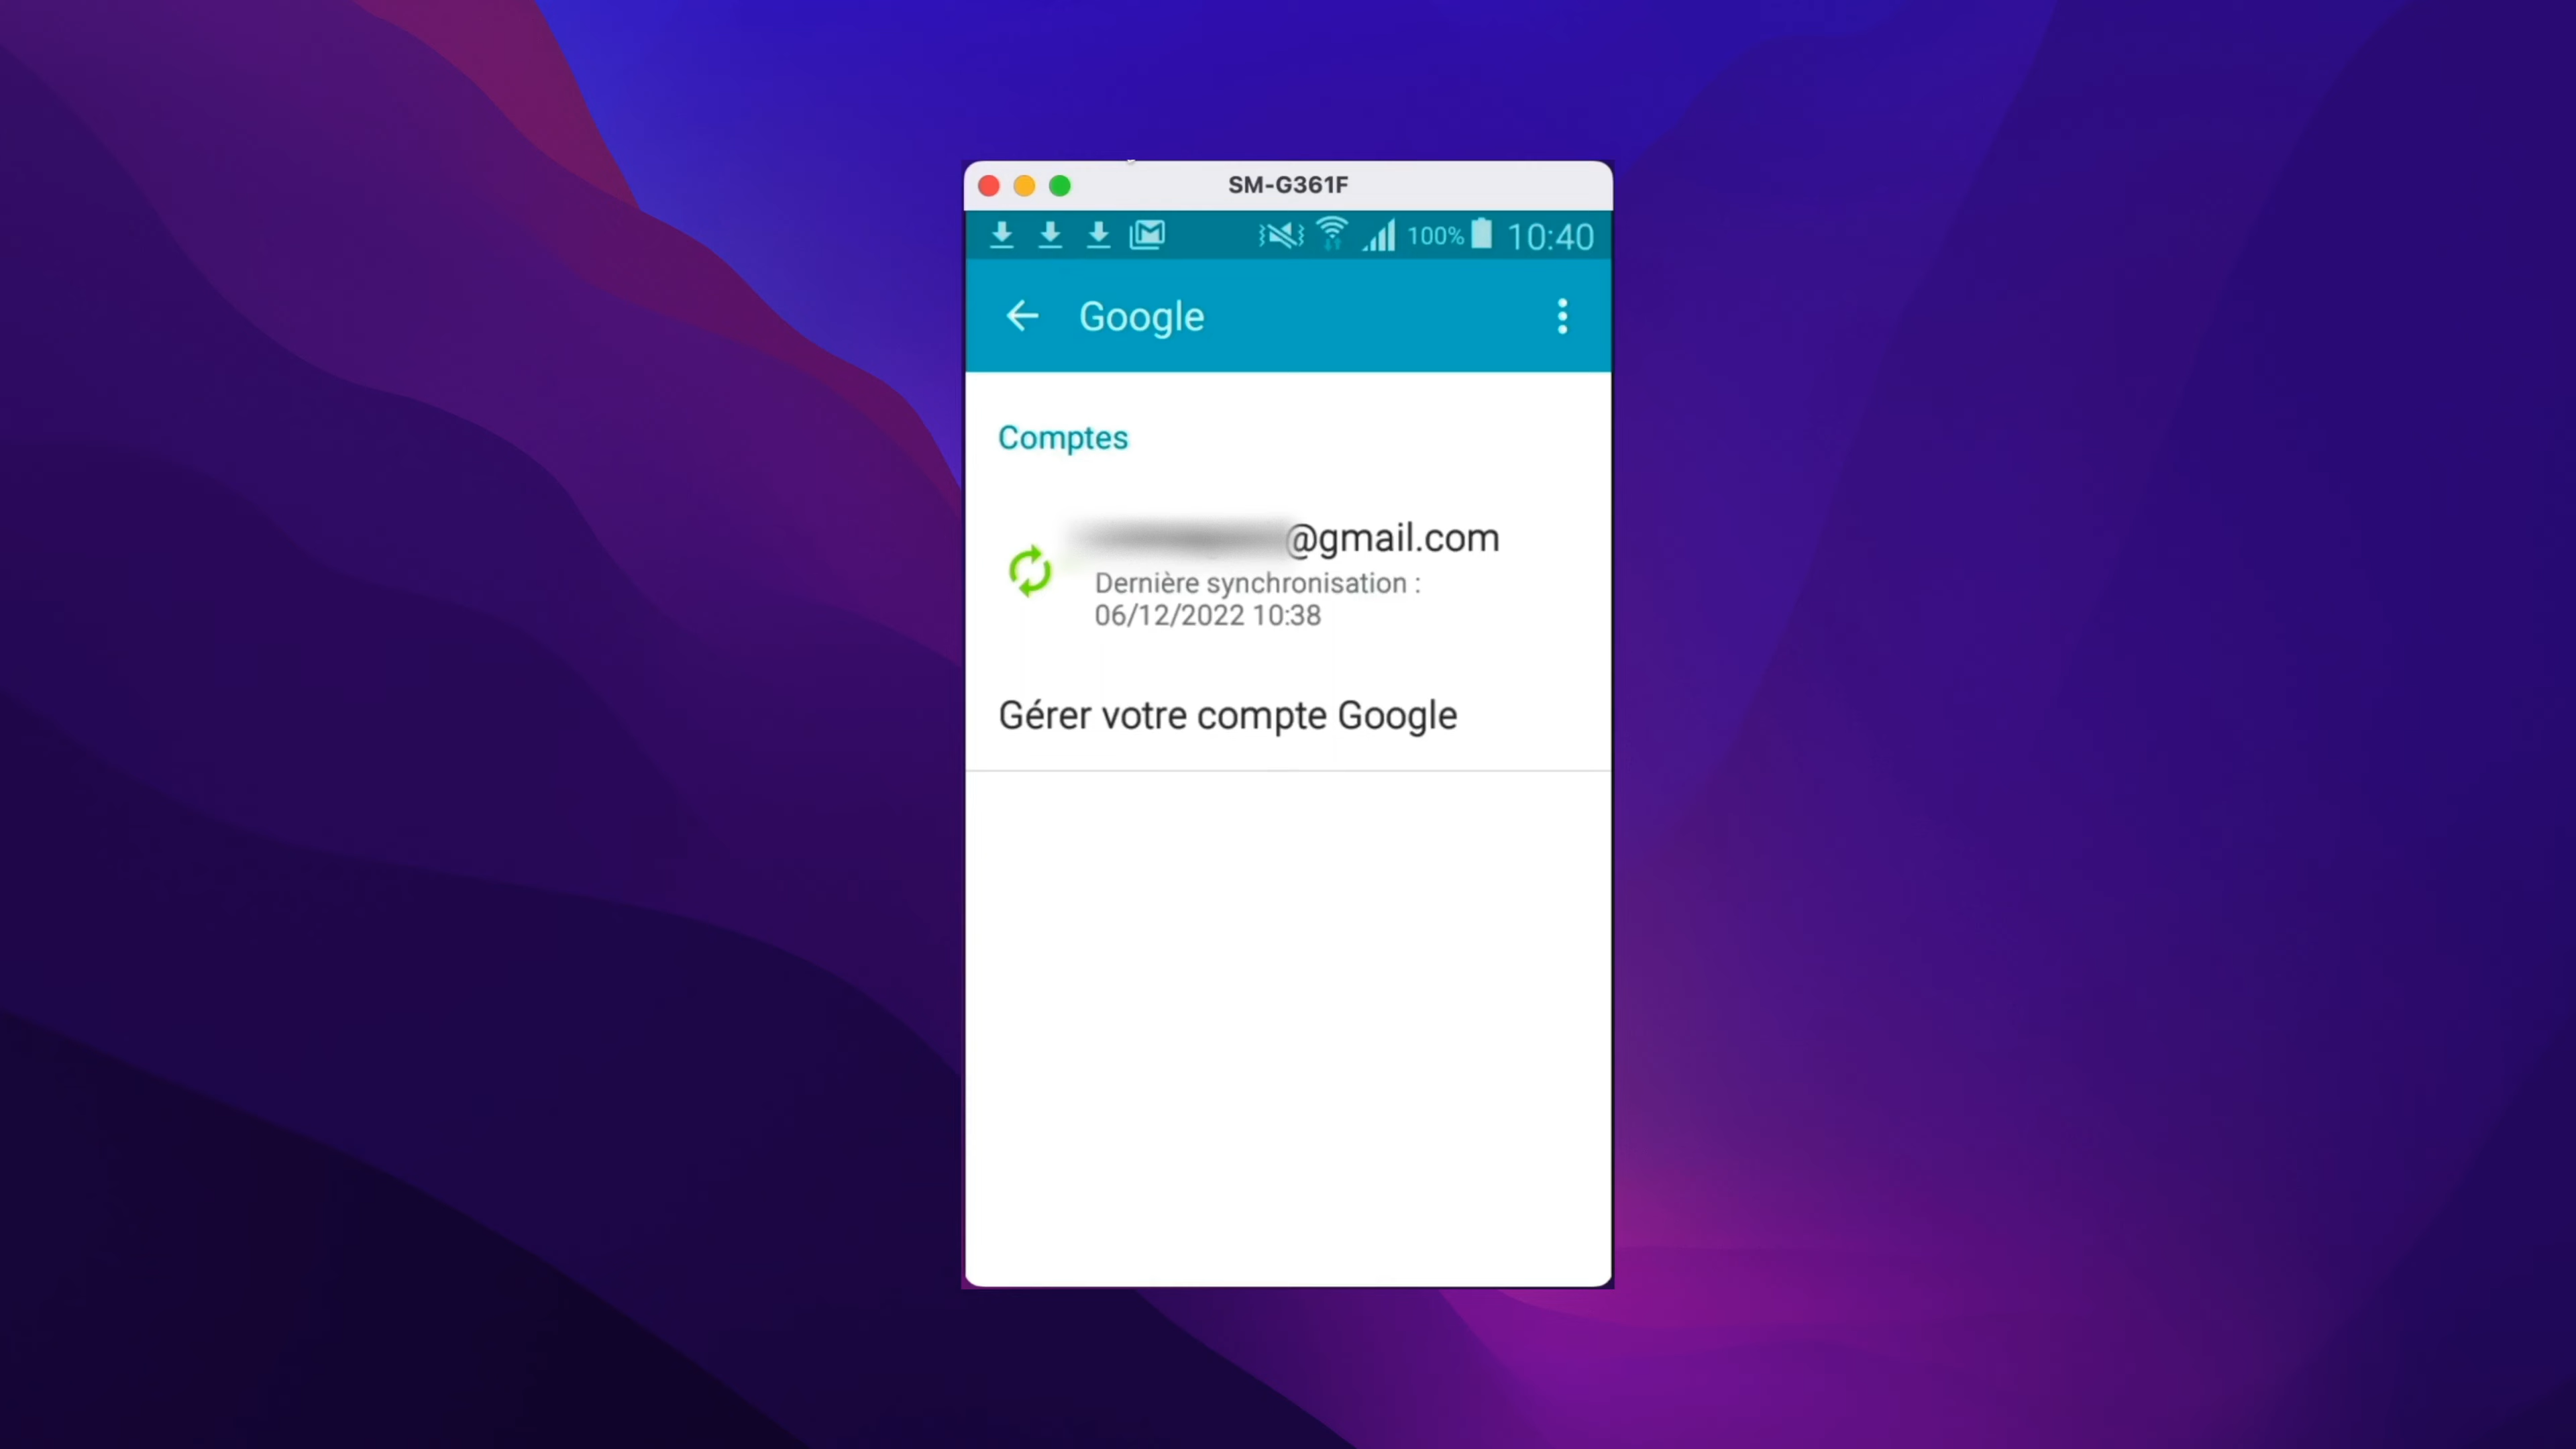 SM-G361F
100% 10:40
Google
Comptes
@gmail.com
Dernière synchronisation :
06/12/2022 10:38
Gérer votre compte Google